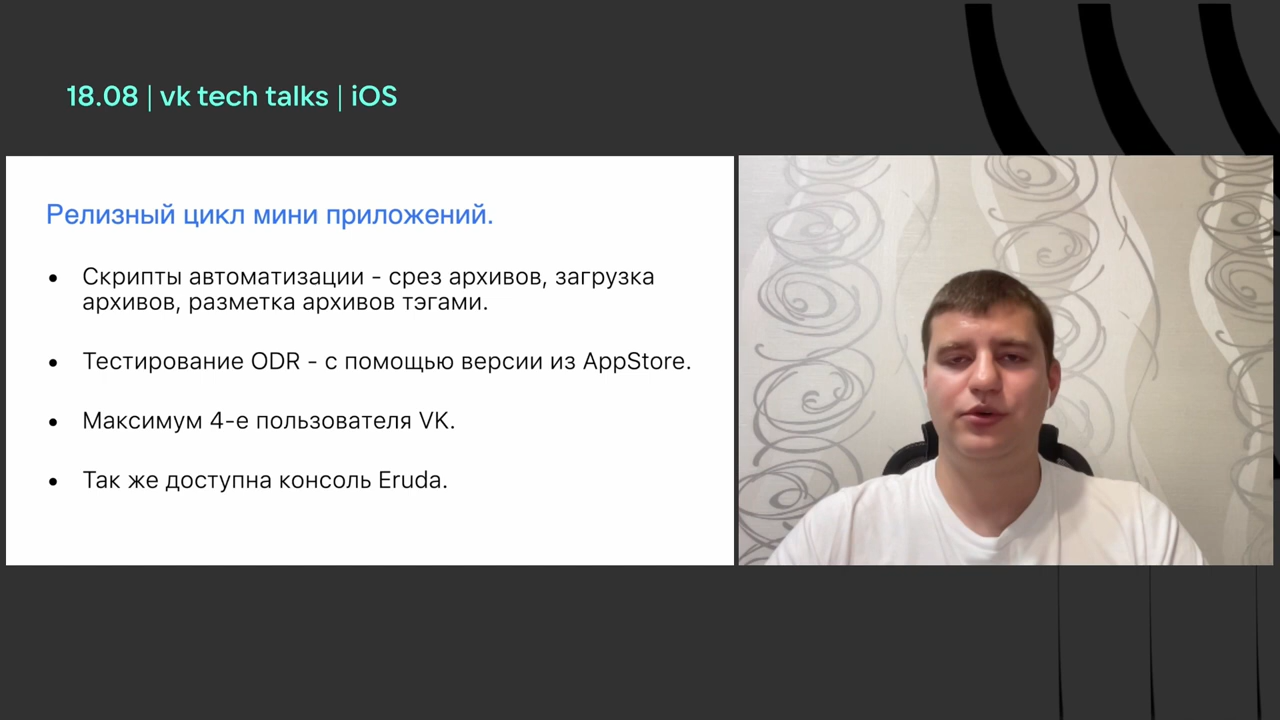 18.08 | vk tech talks | iOS
Релизный цикл мини приложений.
• Скрипты автоматизации - срез архивов, загрузка
архивов, разметка архивов тэгами.
• Тестирование ODR - с помощью версии из AppStore.
• Максимум 4-е пользователя VK.
• Так же доступна консоль Eruda.